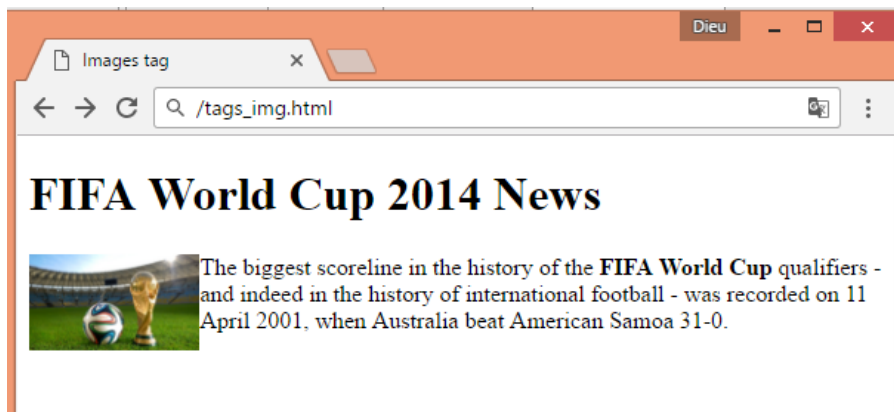 Dieu
Images tag
/tags_img.html
FIFA World Cup 2014 News
The biggest scoreline in the history of the FIFA World Cup qualifiers -
and indeed in the history of international football - was recorded on 11
April 2001, when Australia beat American Samoa 31-0.